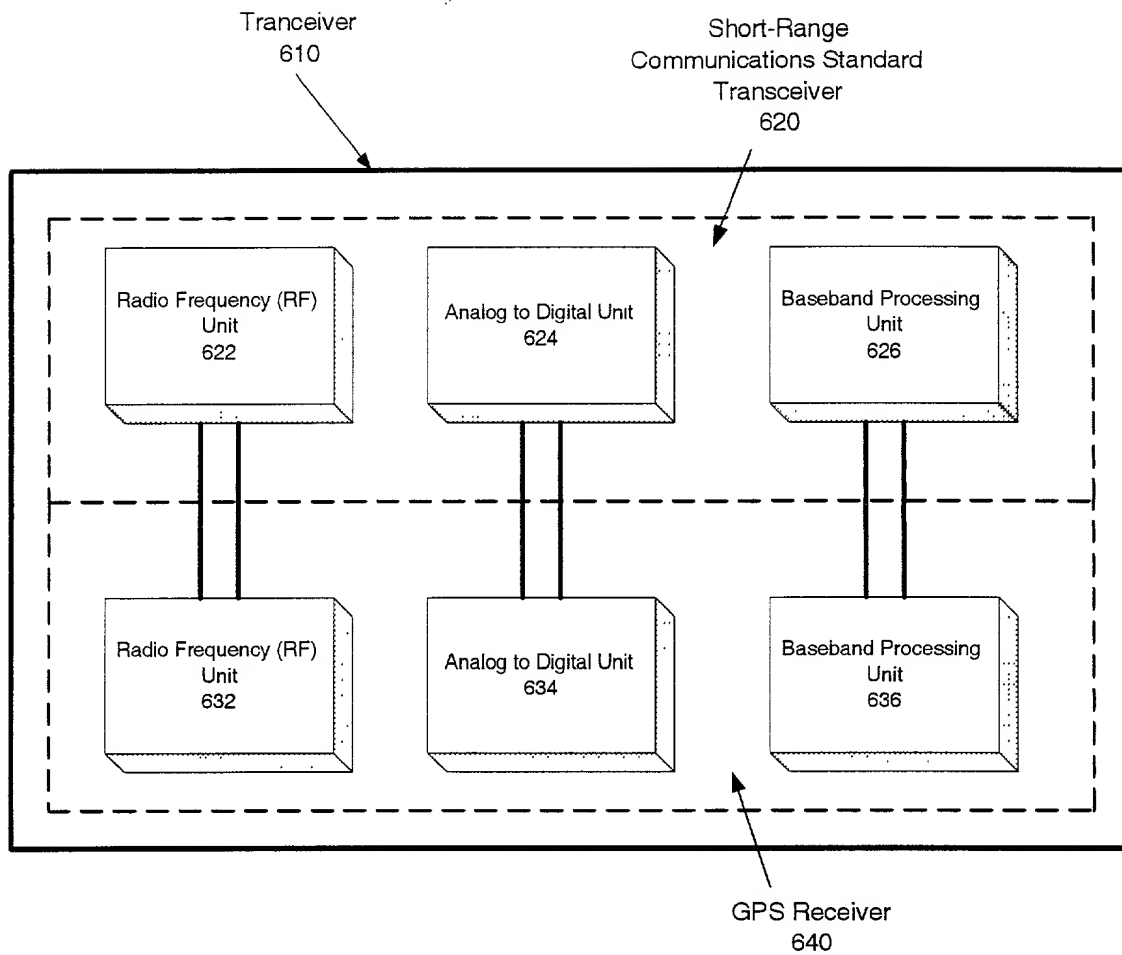 Tranceiver
610
Short-Range
Communications Standard
Transceiver
620
Radio Frequency (RF)
Unit
622
Analog to Digital Unit
624
Baseband Processing
Unit
626
Radio Frequency (RF)
Unit
632
Analog to Digital Unit
634
Baseband Processing
Unit
636
GPS Receiver
640